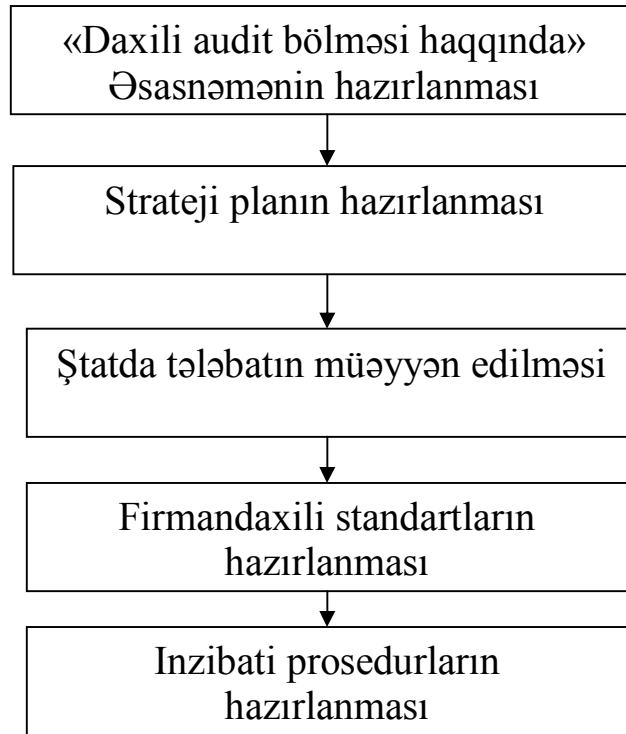 «Daxili audit bölməsi haqqında»
Əsasnəmənin hazırlanması
Strateji planın hazırlanması
Ştatda tələbatın müəyyən edilməsi
Firmandaxili standartların
hazırlanması
Inzibati prosedurların
hazırlanması